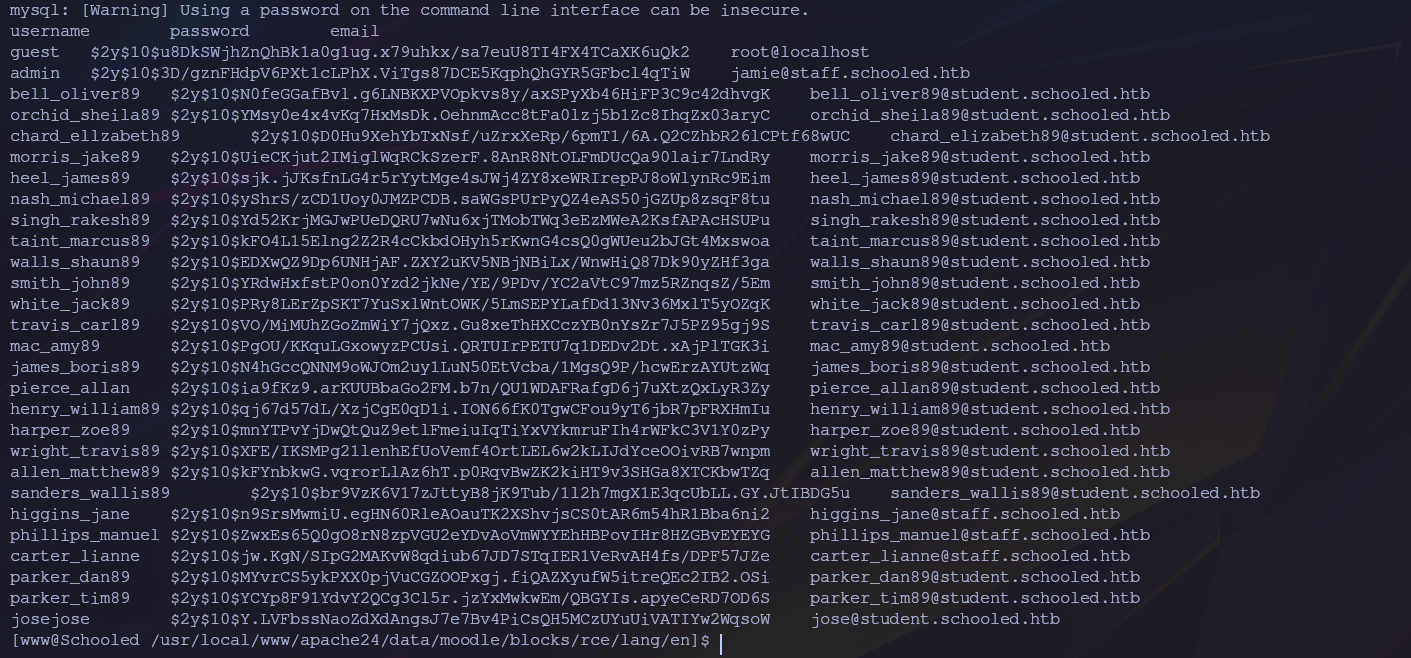 mysql: [Warning] Using a password on the command line interface can be insecure.
username	password	email
guest	$2y$10$u8DkSWjhZnQhBk1a0g1ug.x79uhkx/sa7euU8TI4FX4TCaXK6uQk2	root@localhost
admin	$2y$10$3D/gznFHdpV6PXt1cLPhX.ViTgs87DCE5KqphQhGYR5GFbcl4qTiW	jamie@staff.schooled.htb
bell_oliver89	$2y$10$N0feGGafBvl.g6LNBKXPVOpkvs8y/axSPyXb46HiFP3C9c42dhvgK	bell_oliver89@student.schooled.htb
orchid_sheila89	$2y$10$YMsy0e4x4vKq7HxMsDk.OehnmAcc8tFa0lzj5b1Zc8IhqZx03aryC	orchid_sheila89@student.schooled.htb
chard_ellzabeth89	$2y$10$D0Hu9XehYbTxNsf/uZrxXeRp/6pmT1/6A.Q2CZhbR26lCPtf68wUC	chard_elizabeth89@student.schooled.htb
morris_jake89	$2y$10$UieCKjut2IMiglWqRCkSzerF.8AnR8NtOLFmDUcQa90lair7LndRy	morris_jake89@student.schooled.htb
heel_james89	$2y$10$sjk.jJKsfnLG4r5rYytMge4sJWj4ZY8xeWRIrepPJ8oWlynRc9Eim	heel_james89@student.schooled.htb
nash_michael89	$2y$10$yShrS/zCD1Uoy0JMZPCDB.saWGsPUrPyQZ4eAS50jGZUp8zsqF8tu	nash_michael89@student.schooled.htb
singh_rakesh89	$2y$10$Yd52KrjMGJwPUeDQRU7wNu6xjTMobTWq3eEzMWeA2KsfAPAcHSUPu	singh_rakesh89@student.schooled.htb
taint_marcus89	$2y$10$kFO4L15Elng2Z2R4cCkbdOHyh5rKwnG4csQ0gWUeu2bJGt4Mxswoa	taint_marcus89@student.schooled.htb
walls_shaun89	$2y$10$EDXwQZ9Dp6UNHjAF.ZXY2uKV5NBjNBiLx/WnwHiQ87Dk90yZHf3ga	walls_shaun89@student.schooled.htb
smith_john89	$2y$10$YRdwHxfstP0on0Yzd2jkNe/YE/9PDv/YC2aVtC97mz5RZnqsZ/5Em	smith_john89@student.schooled.htb
white_jack89	$2y$10$PRy8LErZpSKT7YuSxlWntOWK/5LmSEPYLafDd13Nv36MxlT5yOZqK	white_jack89@student.schooled.htb
travis_carl89	$2y$10$VO/MiMUhZGoZmWiY7jQxz.Gu8xeThHXCczYB0nYsZr7J5PZ95gj9S	travis_carl89@student.schooled.htb
mac_amy89	$2y$10$PgOU/KKquLGxowyzPCUsi.QRTUIrPETU7q1DEDv2Dt.xAjPlTGK3i	mac_amy89@student.schooled.htb
james_boris89	$2y$10$N4hGccQNNM9oWJOm2uy1LuN50EtVcba/1MgsQ9P/hcwErzAYUtzWq	james_boris89@student.schooled.htb
pierce_allan	$2y$10$ia9fKz9.arKUUBbaGo2FM.b7n/QU1WDAFRafgD6j7uXtzQxLyR3Zy	pierce_allan89@student.schooled.htb
henry_william89	$2y$10$qj67d57dL/XzjCgE0qD1i.ION66fK0TgwCFou9yT6jbR7pFRXHmIu	henry_william89@student.schooled.htb
harper_zoe89	$2y$10$mnYTPvYjDwQtQuZ9etlFmeiuIqTiYxVYkmruFIh4rWFkC3V1Y0zPy	harper_zoe89@student.schooled.htb
wright_travis89	$2y$10$XFE/IKSMPg21lenhEfUoVemf4OrtLEL6w2kLIJdYceOOivRB7wnpm	wright_travis89@student.schooled.htb
allen_matthew89	$2y$10$kFYnbkwG.vqrorLlAz6hT.p0RqvBwZK2kiHT9v3SHGa8XTCKbwTZq	allen_matthew89@student.schooled.htb
sanders_wallis89	$2y$10$br9VzK6V17zJttyB8jK9Tub/1l2h7mgX1E3qcUbLL.GY.JtIBDG5u	sanders_wallis89@student.schooled.htb
higgins_jane	$2y$10$n9SrsMwmiU.egHN60RleAOauTK2XShvjsCS0tAR6m54hR1Bba6ni2	higgins_jane@staff.schooled.htb
phillips_manuel	$2y$10$ZwxEs65Q0gO8rN8zpVGU2eYDvAoVmWYYEhHBPovIHr8HZGBvEYEYG	phillips_manuel@staff.schooled.htb
carter_lianne	$2y$10$jw.KgN/SIpG2MAKvW8qdiub67JD7STqIER1VeRvAH4fs/DPF57JZe	carter_lianne@staff.schooled.htb
parker_dan89	$2y$10$MYvrCS5ykPXX0pjVuCGZOOPxgj.fiQAZXyufW5itreQEc2IB2.OSi	parker_dan89@student.schooled.htb
parker_tim89	$2y$10$YCYp8F91YdvY2QCg3Cl5r.jzYxMwkwEm/QBGYIs.apyeCeRD7OD6S	parker_tim89@student.schooled.htb
josejose	$2y$10$Y.LVFbssNaoZdXdAngsJ7e7Bv4PiCsQH5MCzUYuUiVATIYw2WqsoW	jose@student.schooled.htb
[www@Schooled /usr/local/www/apache24/data/moodle/blocks/rce/lang/en]$